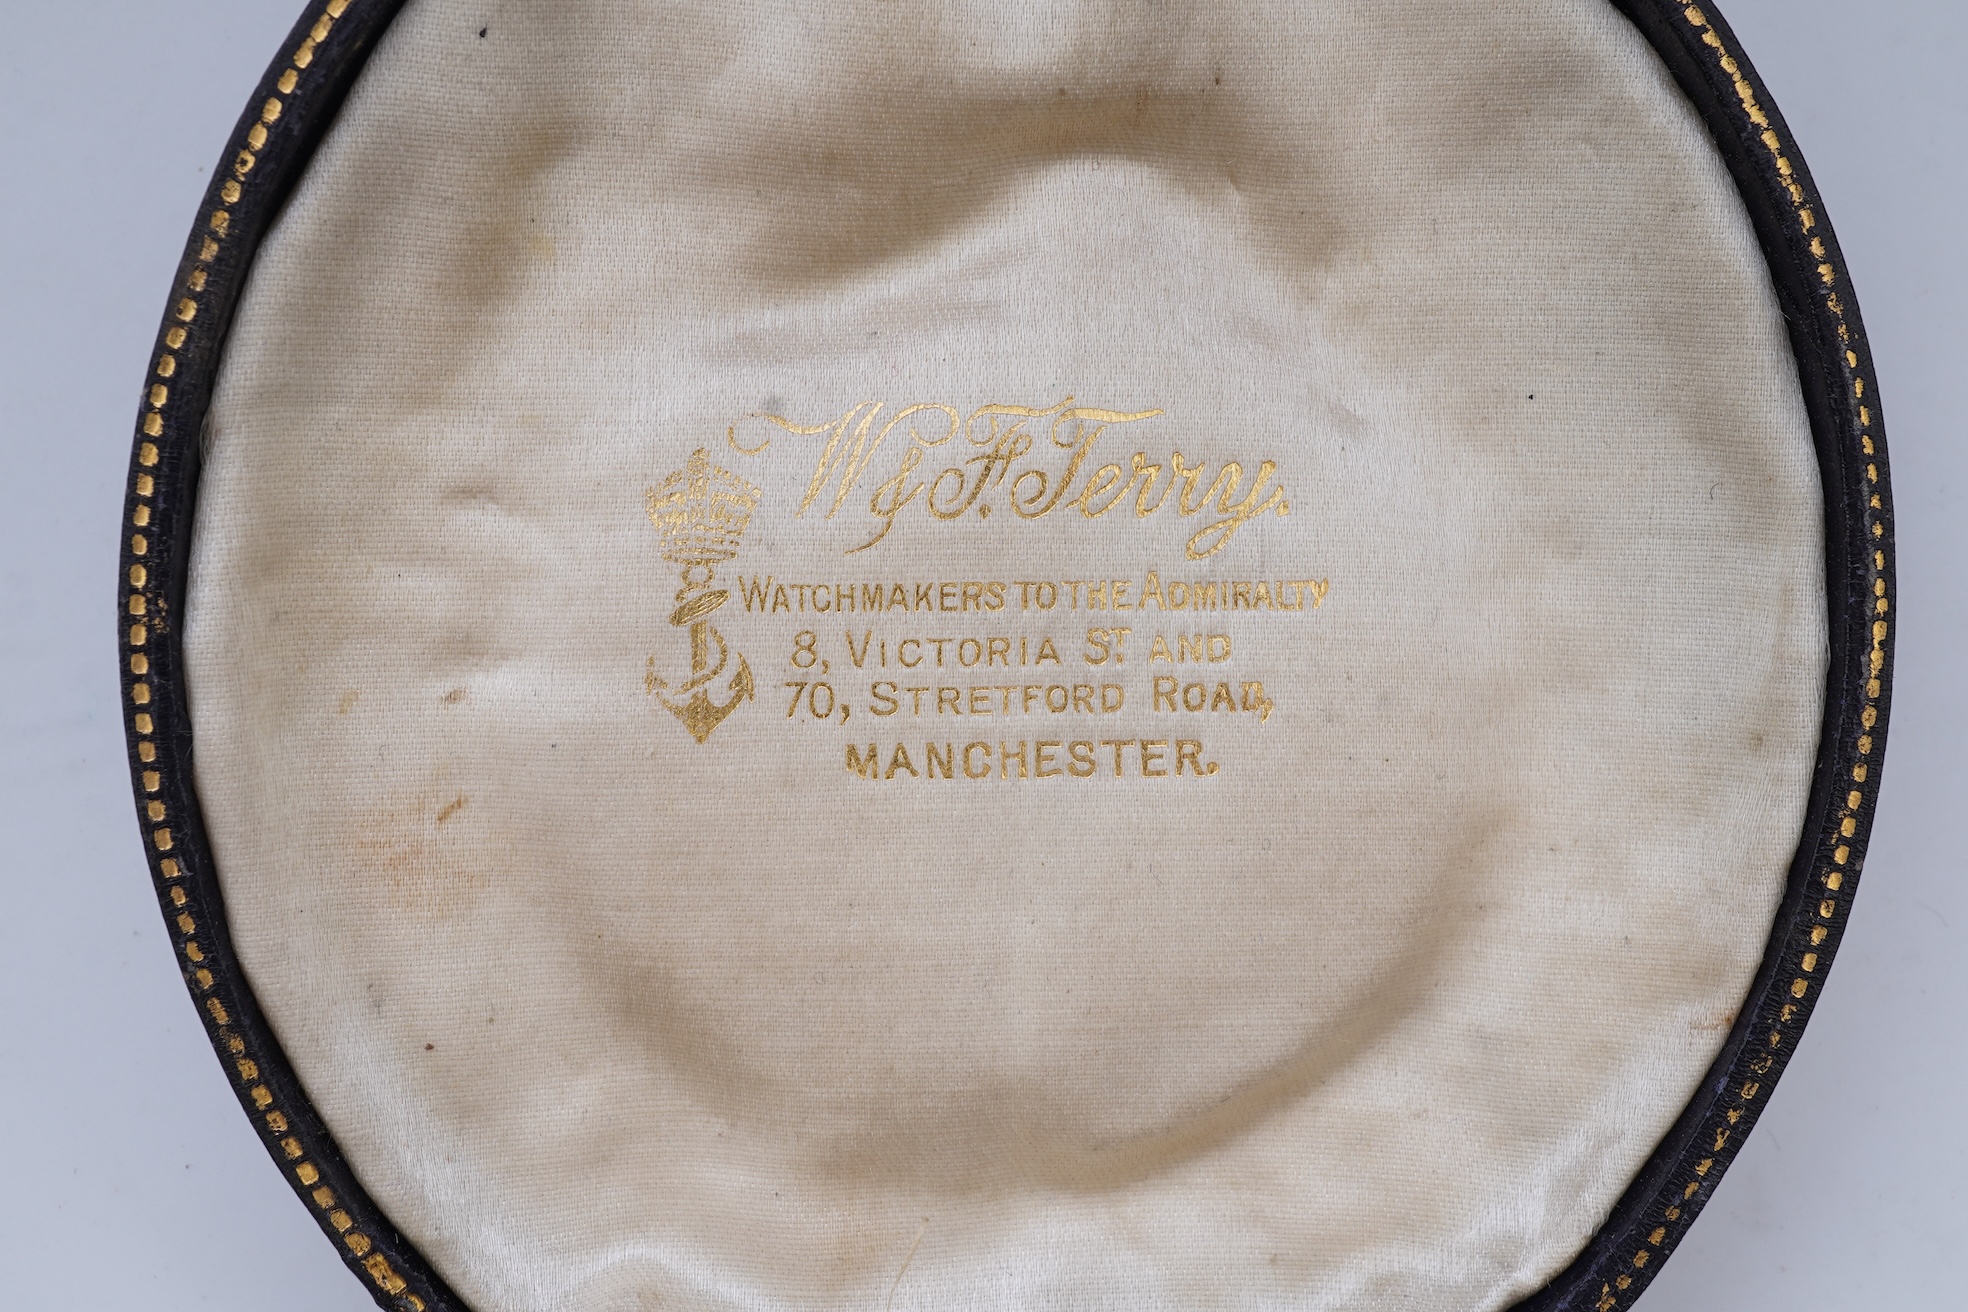 W & F. Terry.
WATCHMAKERS TO THE ADMIRALTY
8, VICTORIA ST. AND
70, STRETFORD ROAD,
MANCHESTER.